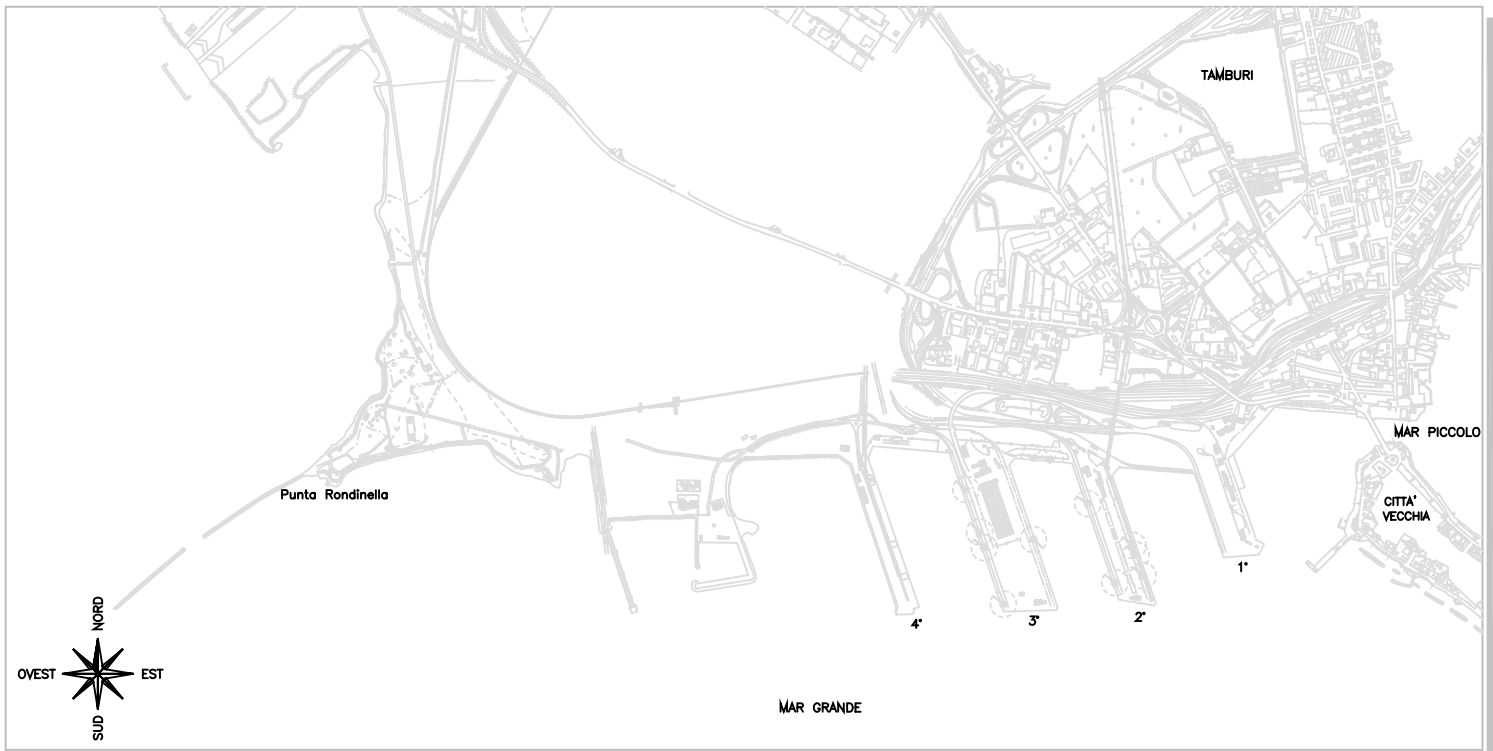 TAMBURI
MAR PICCOLO
Punta Rondinella
CITTA'
VECCHIA
1°
2°
3°
4°
NORD
OVEST
EST
SUD
MAR GRANDE